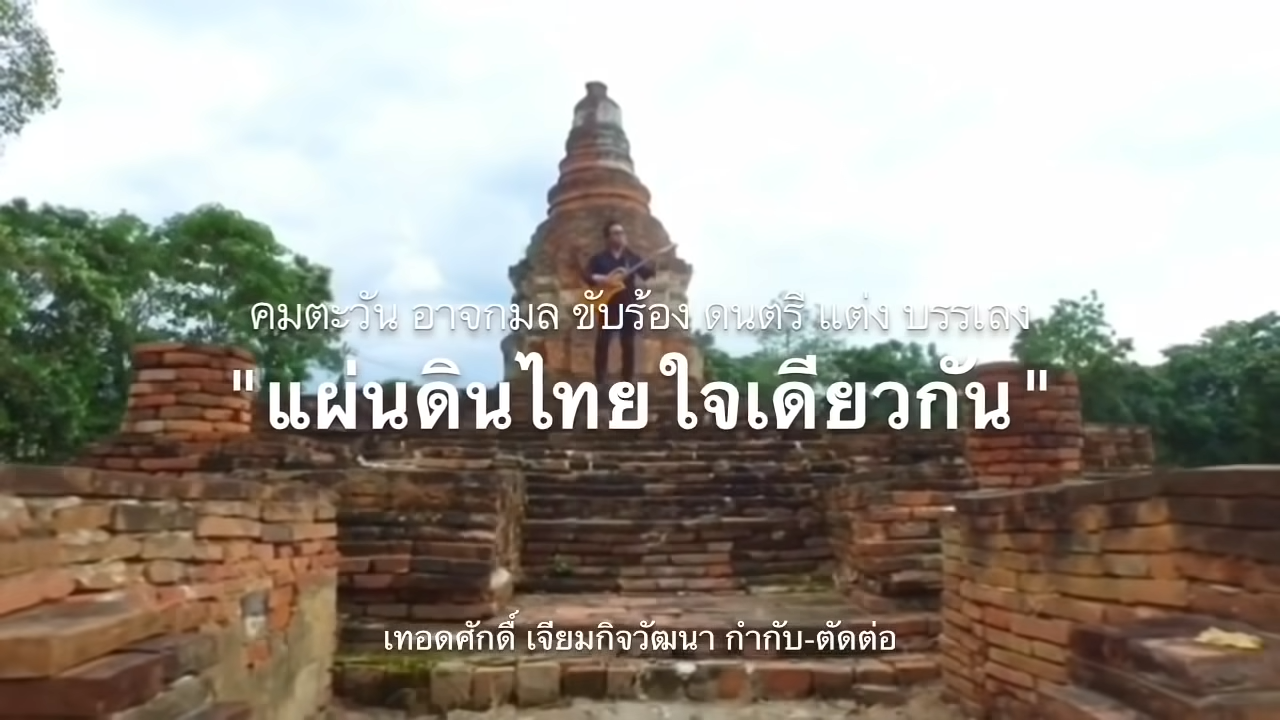 คมตะวัน อาจกมล ขับร้อง ดนตรี แต่ง บรรเลง
"แผ่นดินไทยใจเดียวกัน"
เทอดศักดิ์ เจียมกิจวัฒนา กำกับ-ตัดต่อ